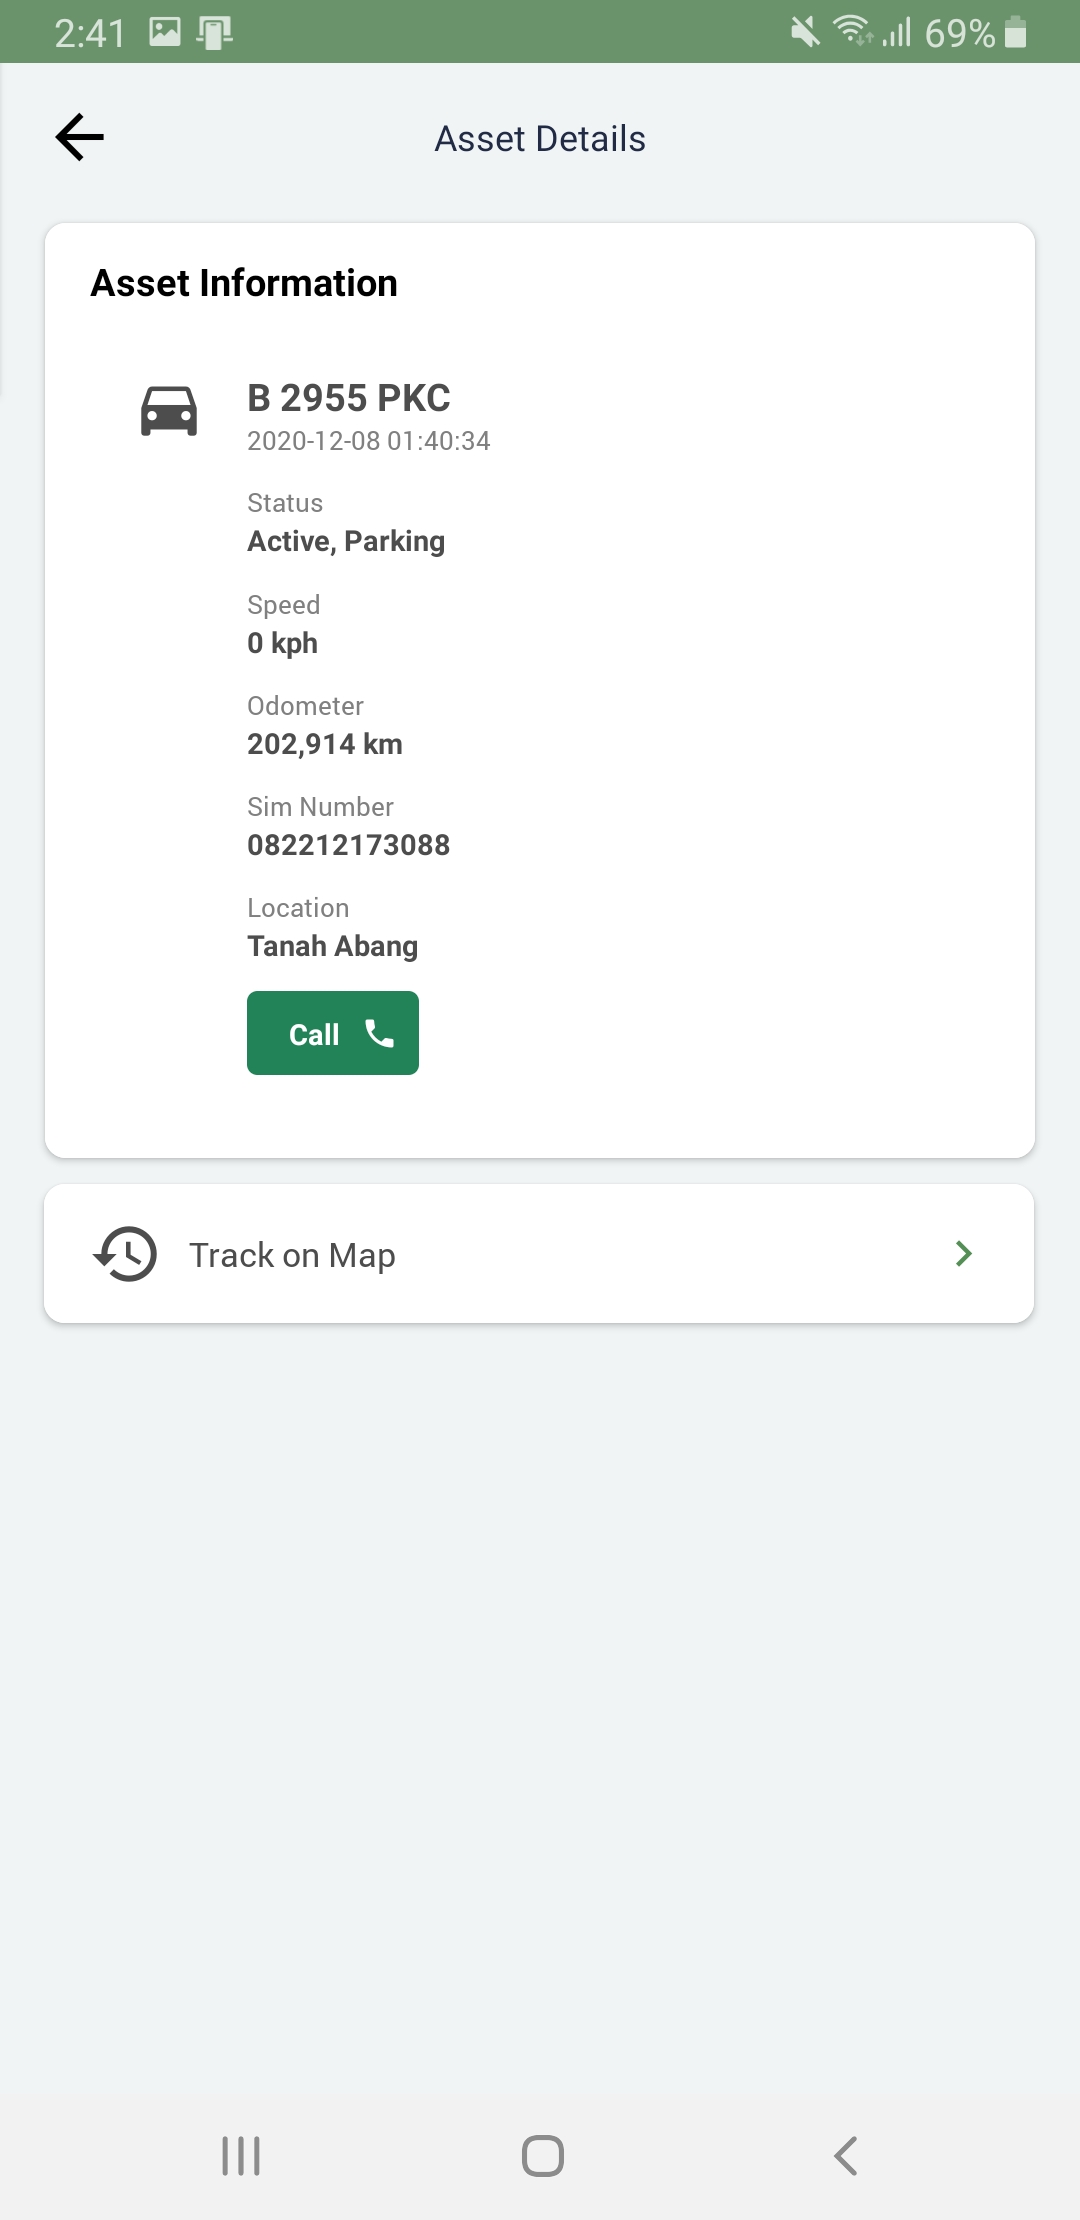 2:41
69%
Asset Details
Asset Information
B 2955 PKC
2020-12-08 01:40:34
Status
Active, Parking
Speed
0 kph
Odometer
202,914 km
Sim Number
082212173088
Location
Tanah Abang
Call
Track on Map